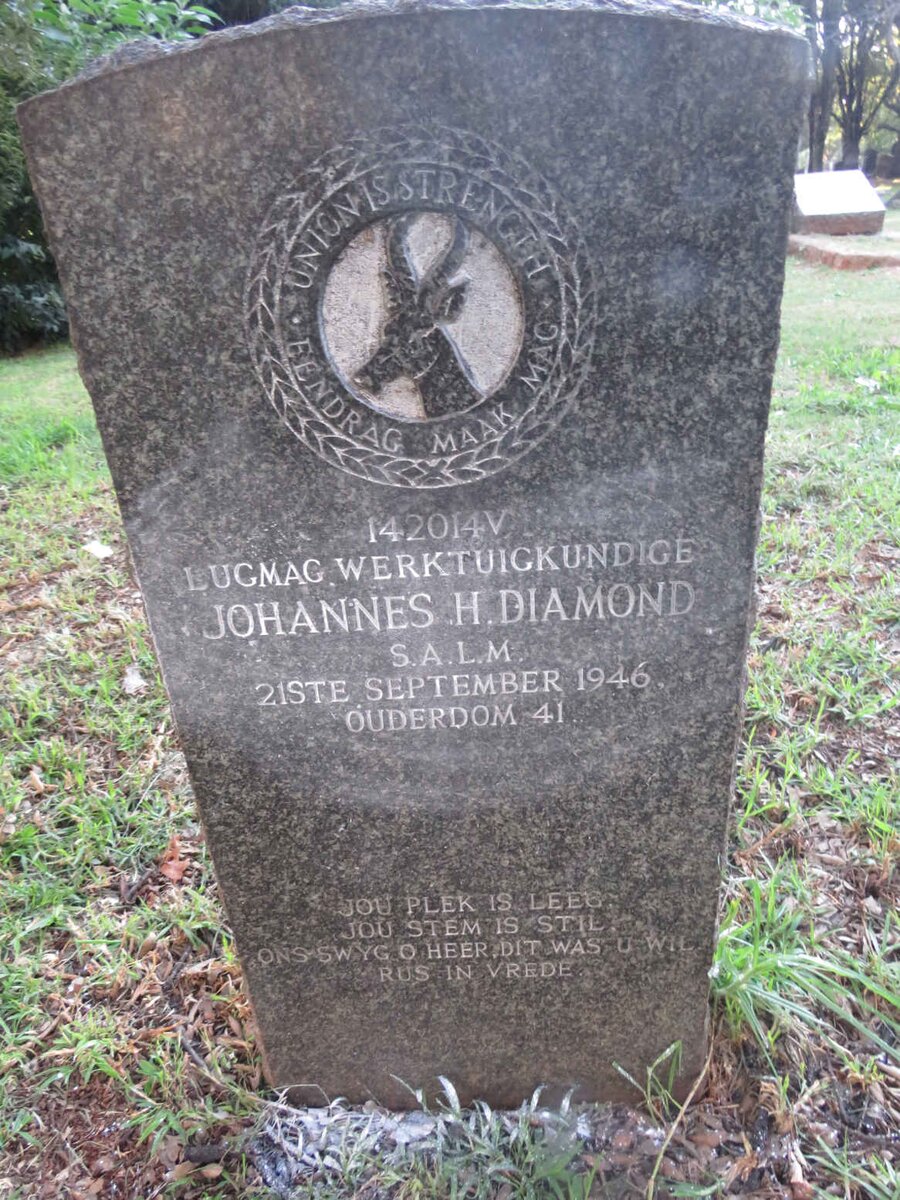 UNION IS STRENGTH
EENDRAG MAAK MAG
142014V
LUGMAG. WERKTUIGKUNDIGE
JOHANNES .H. DIAMOND
S.A.L.M.
21STE SEPTEMBER 1946
OUDERDOM 41.
JOU PLEK IS LEEG,
JOU STEM IS STIL.
ONS SWYG O HEER, DIT WAS U WIL
RUS IN VREDE.